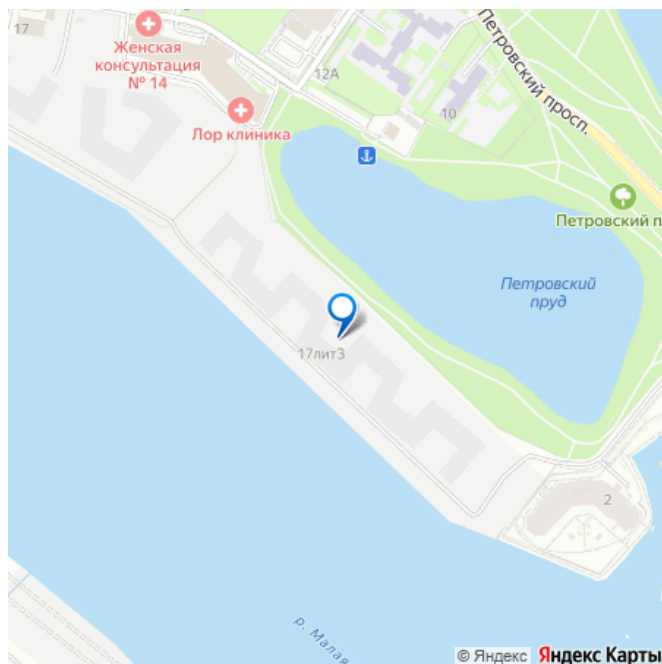 17
Женская
консультация
№ 14
12А
Лор клиника
Петровский просп.
10
Петровский п
Петровский
пруд
17лит3
2
р. Малая
© Яндекс Яндекс Карты